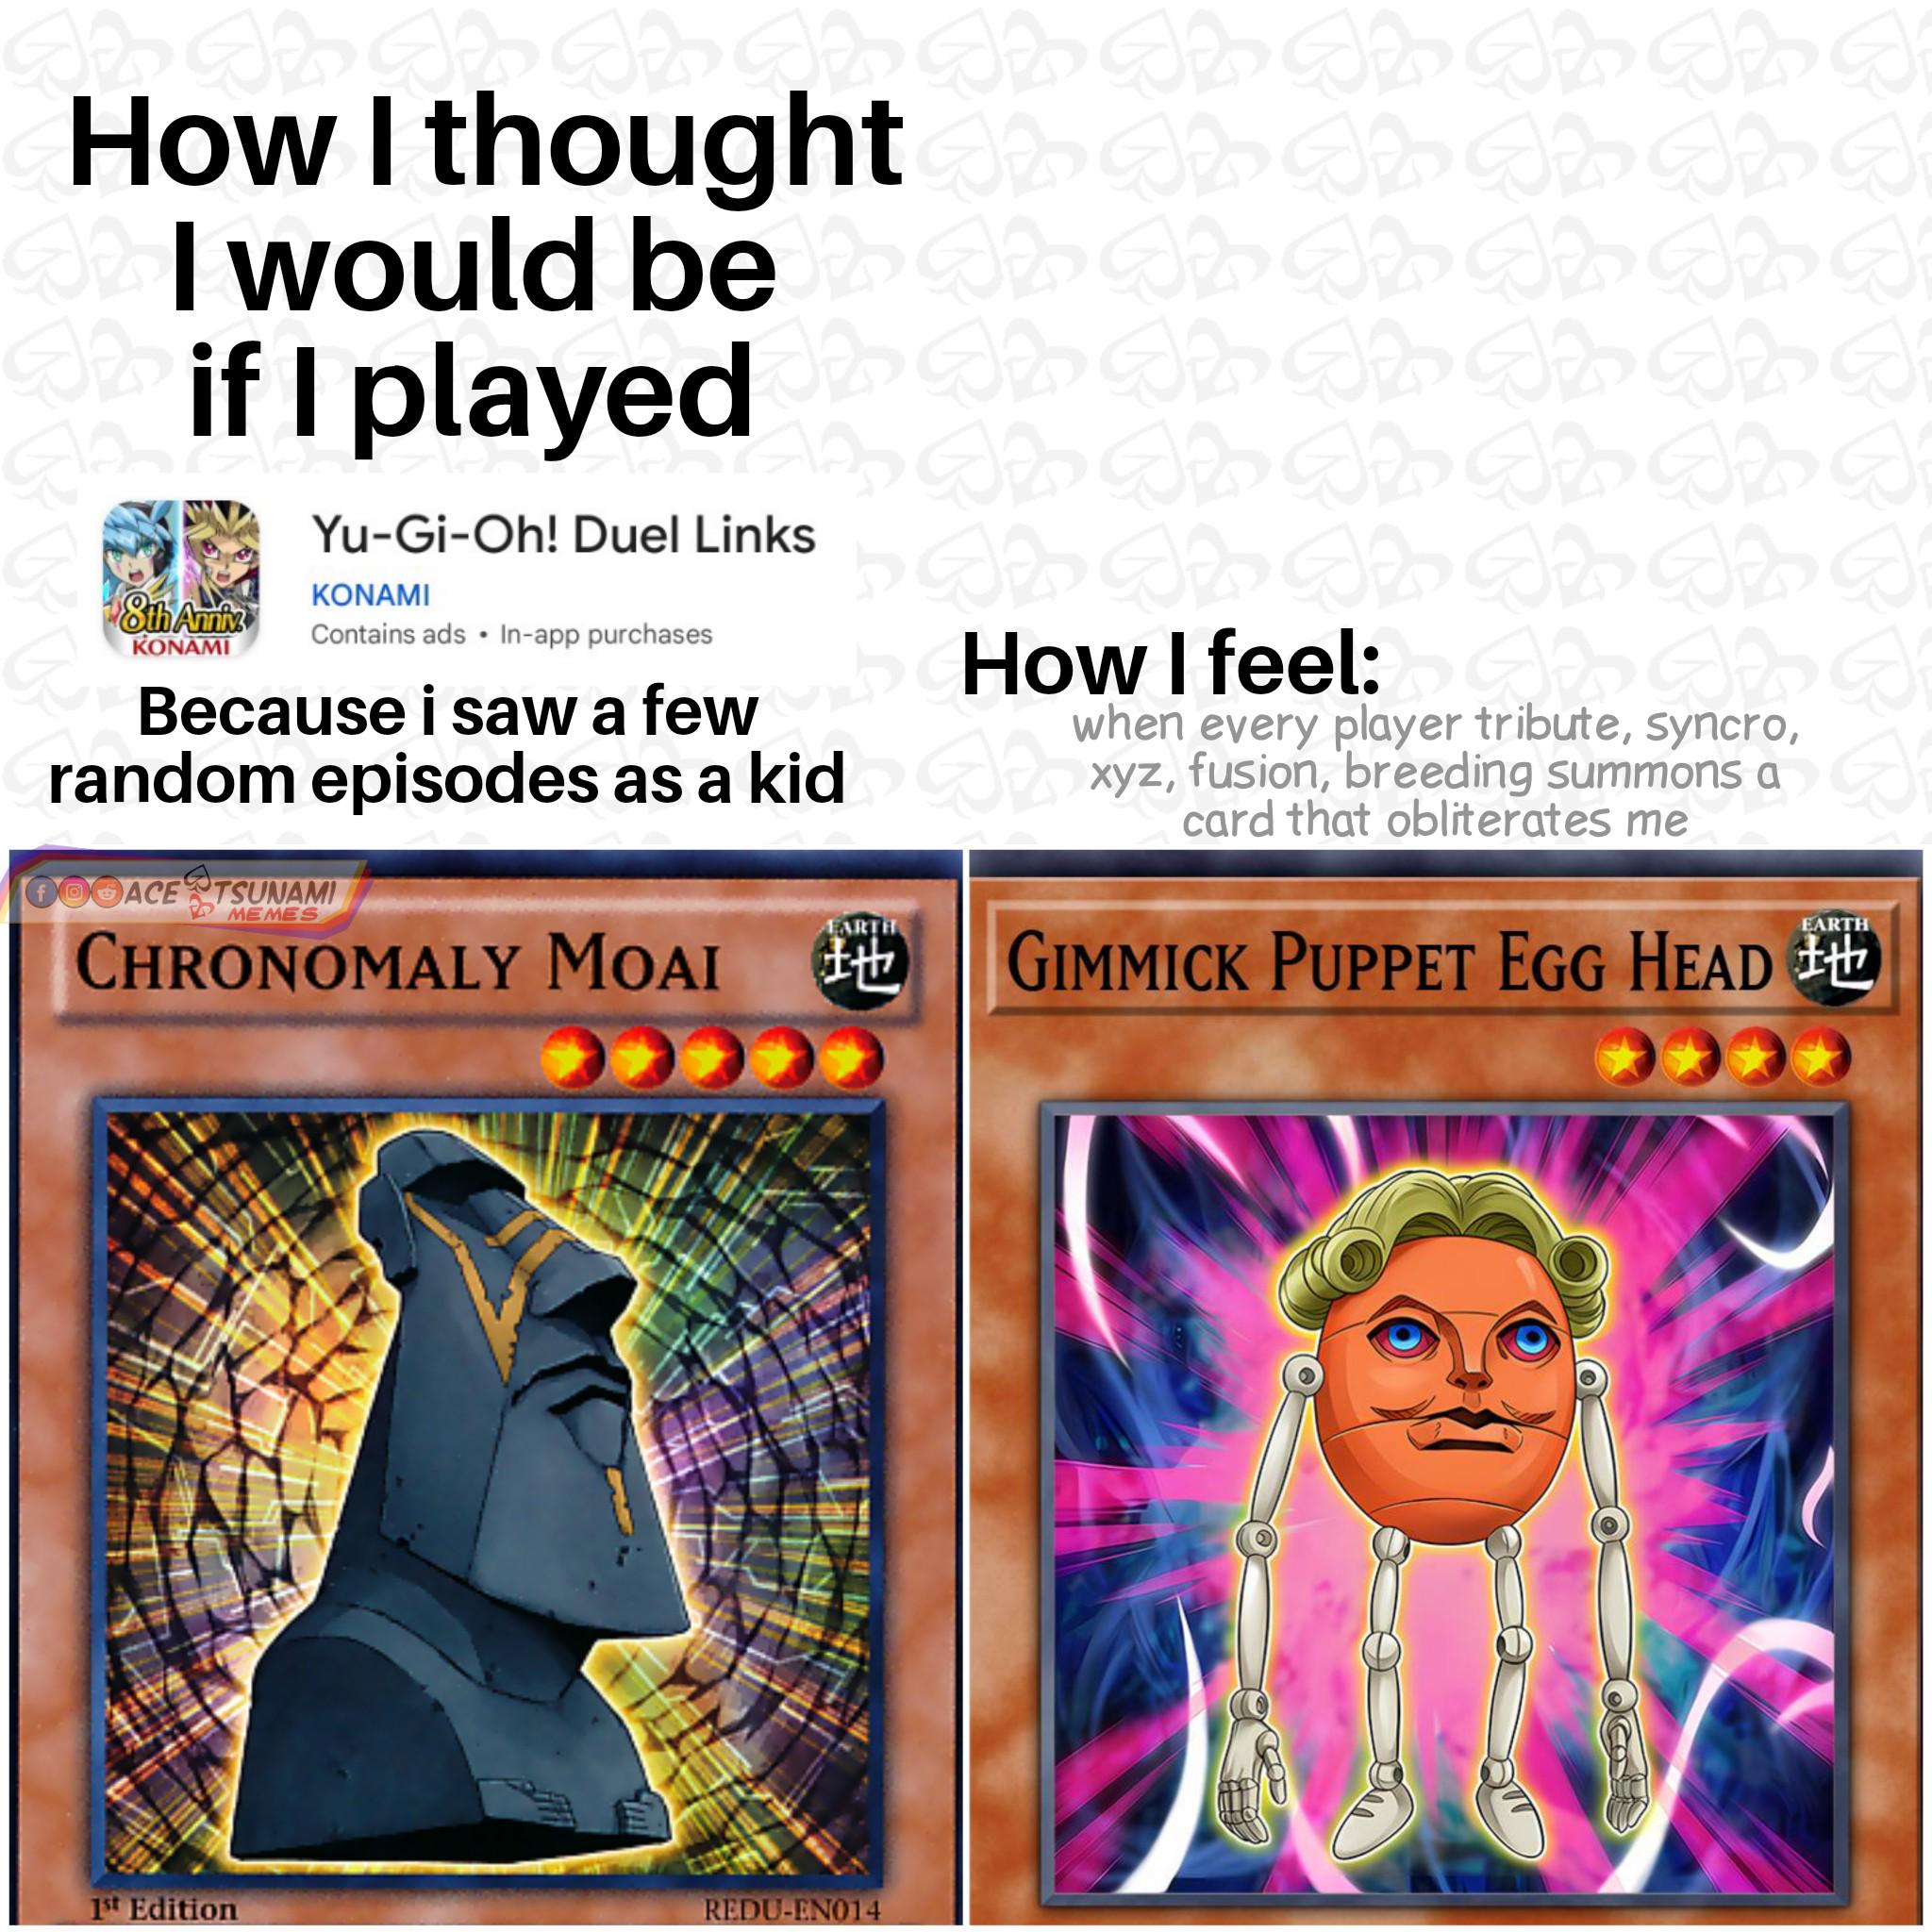 How I thought
I would be
if I played
8th Anniv.
KONAMI
Yu-Gi-Oh! Duel Links
KONAMI
Contains ads • In-app purchases
Because i saw a few
random episodes as a kid
How I feel:
when every player tribute, syncro,
xyz, fusion, breeding summons a
card that obliterates me
ACE TSUNAMI
MEMES
CHRONOMALY MOAI
EARTH
地
1st Edition
REDU-EN014
GIMMICK PUPPET EGG HEAD
EARTH
地